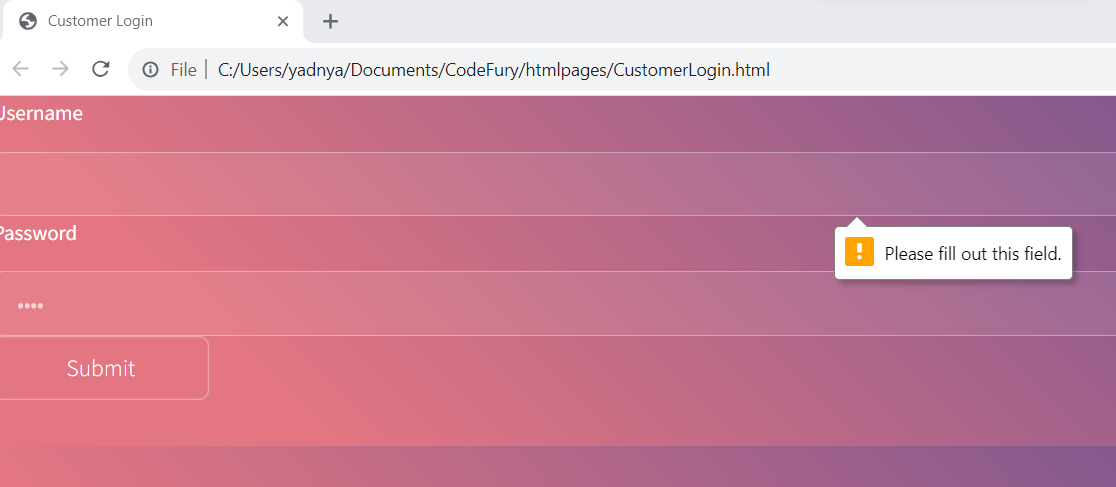 Customer Login
File | C:/Users/yadnya/Documents/CodeFury/htmlpages/CustomerLogin.html
Username
Password
! Please fill out this field.
••••
Submit